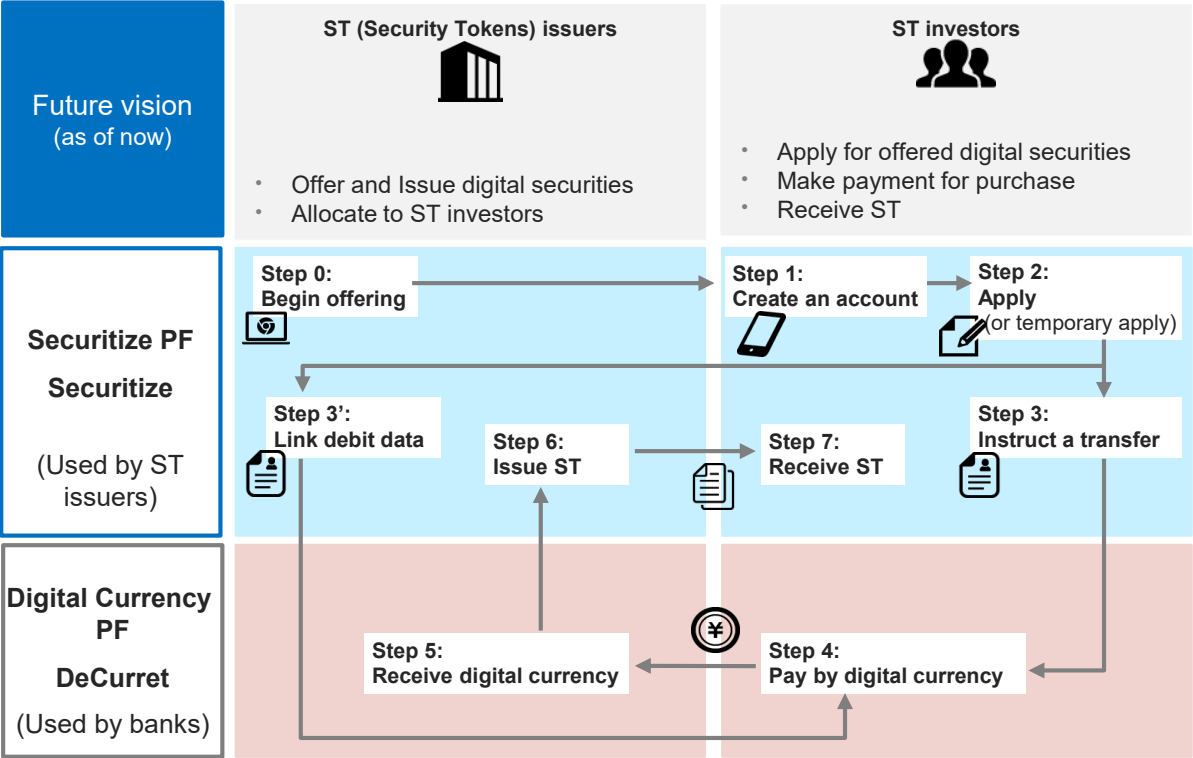 Future vision
(as of now)
ST (Security Tokens) issuers
• Offer and Issue digital securities
• Allocate to ST investors
ST investors
• Apply for offered digital securities
• Make payment for purchase
• Receive ST
Securitize PF
Securitize
(Used by ST
issuers)
Step 0:
Begin offering
Step 1:
Create an account
Step 2:
Apply
(or temporary apply)
Step 3’:
Link debit data
Step 6:
Issue ST
Step 7:
Receive ST
Step 3:
Instruct a transfer
Digital Currency
PF
DeCurret
(Used by banks)
Step 5:
Receive digital currency
¥
Step 4:
Pay by digital currency